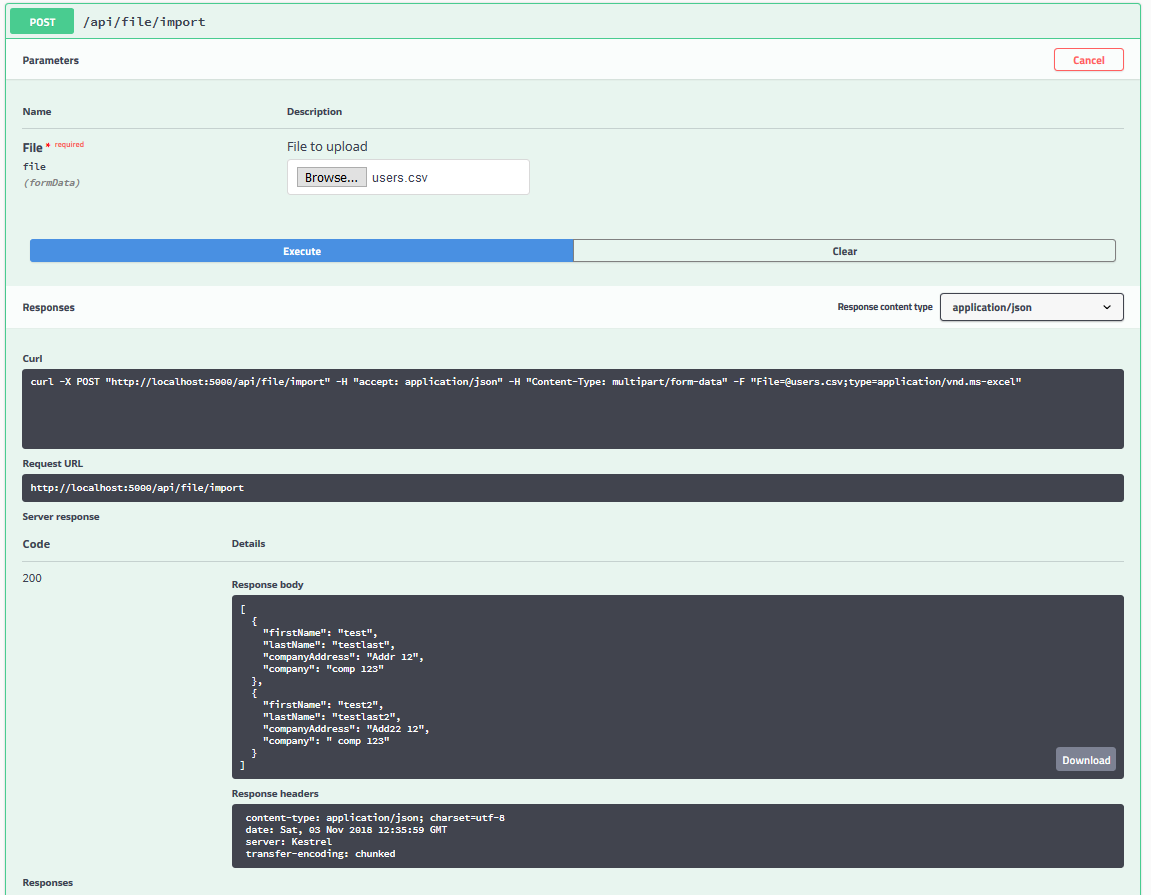 POST /api/file/import
Parameters Cancel
Name Description
File * required File to upload
file
(formData)
Browse... users.csv
Execute Clear
Responses Response content type application/json
Curl
curl -X POST "http://localhost:5000/api/file/import" -H "accept: application/json" -H "Content-Type: multipart/form-data" -F "File=@users.csv;type=application/vnd.ms-excel"
Request URL
http://localhost:5000/api/file/import
Server response
Code Details
200
Response body
[
  {
    "firstName": "test",
    "lastName": "testlast",
    "companyAddress": "Addr 12",
    "company": "comp 123"
  },
  {
    "firstName": "test2",
    "lastName": "testlast2",
    "companyAddress": "Add22 12",
    "company": " comp 123"
  }
]
Download
Response headers
content-type: application/json; charset=utf-8
date: Sat, 03 Nov 2018 12:35:59 GMT
server: Kestrel
transfer-encoding: chunked
Responses